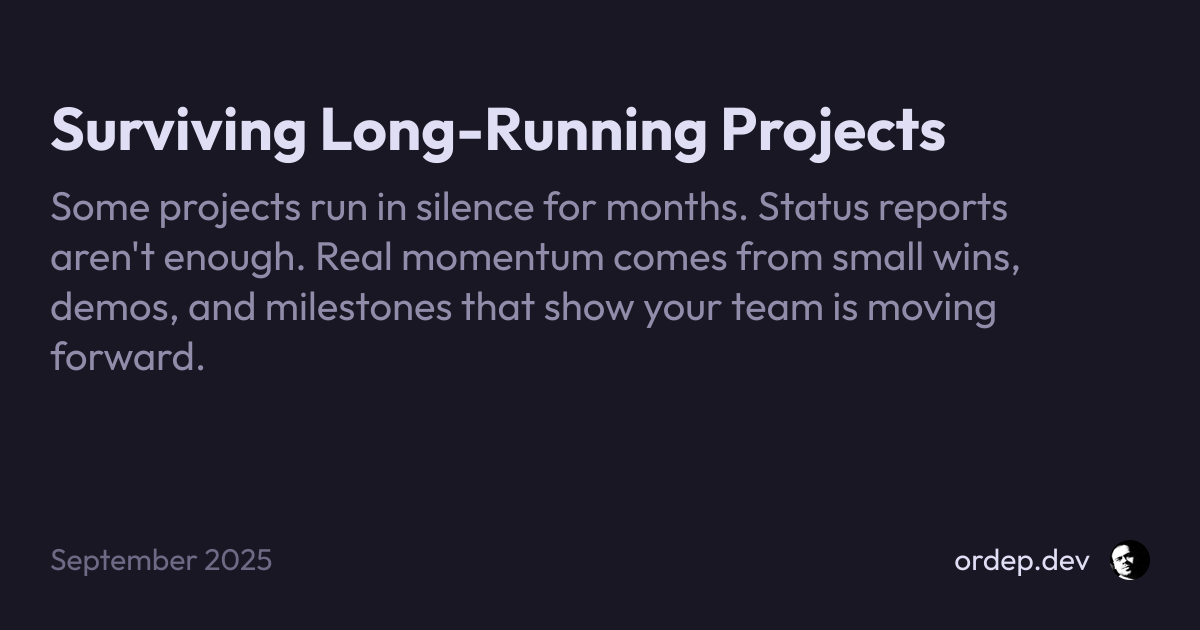 Surviving Long-Running Projects
Some projects run in silence for months. Status reports
aren't enough. Real momentum comes from small wins,
demos, and milestones that show your team is moving
forward.
September 2025
ordep.dev